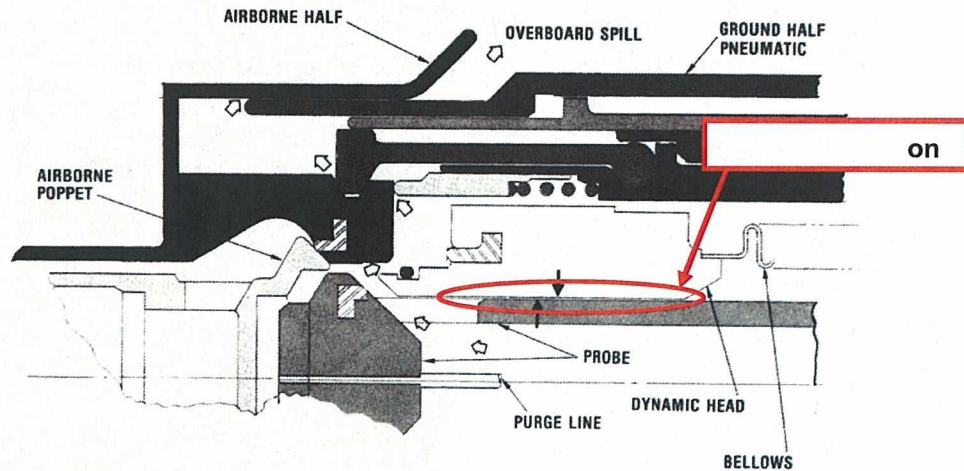 AIRBORNE HALF
OVERBOARD SPILL
GROUND HALF
PNEUMATIC
on
AIRBORNE
POPPET
PROBE
PURGE LINE
DYNAMIC HEAD
BELLOWS